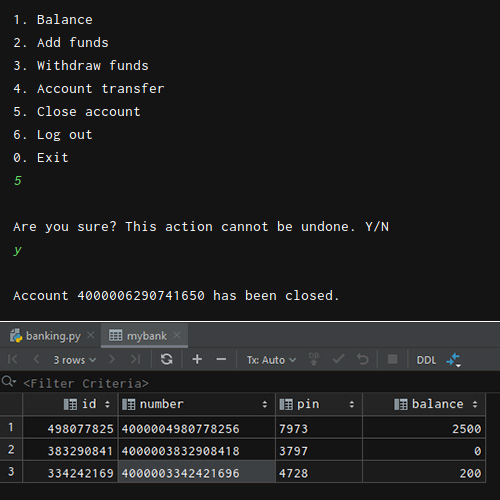 1. Balance
2. Add funds
3. Withdraw funds
4. Account transfer
5. Close account
6. Log out
0. Exit
5
Are you sure? This action cannot be undone. Y/N
y
Account 4000006290741650 has been closed.
banking.py mybank
3 rows Tx: Auto DB DDL
<Filter Criteria>
id number pin balance
1 498077825 4000004980778256 7973 2500
2 383290841 4000003832908418 3797 0
3 334242169 4000003342421696 4728 200